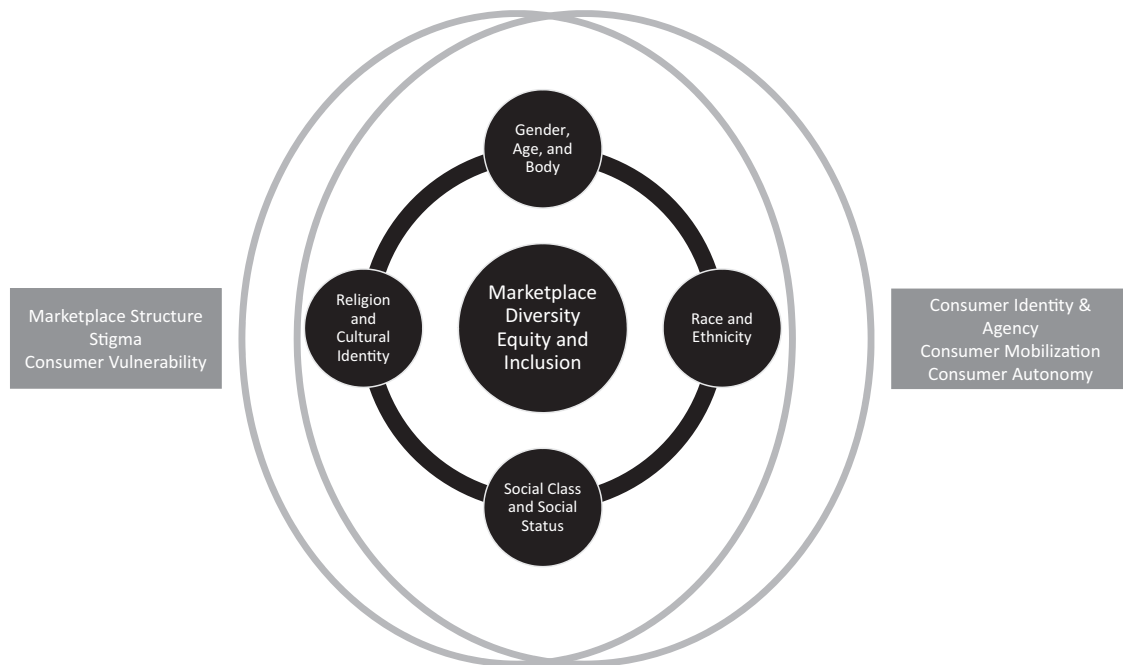 Gender,
Age, and
Body
Religion
and
Cultural
Identity
Marketplace
Diversity
Equity and
Inclusion
Race and
Ethnicity
Social Class
and Social
Status
Marketplace Structure
Stigma
Consumer Vulnerability
Consumer Identity &
Agency
Consumer Mobilization
Consumer Autonomy